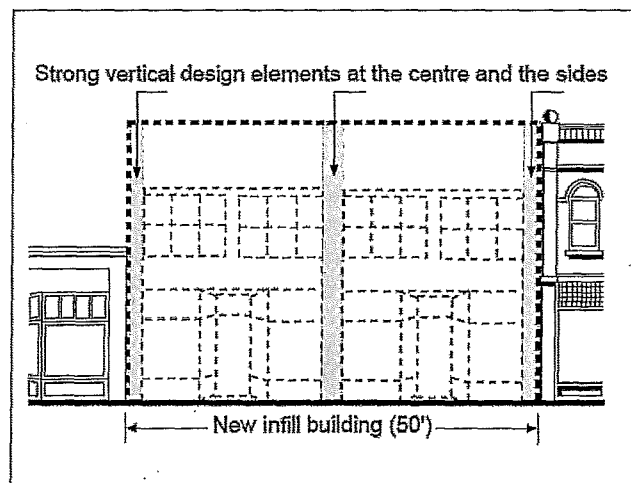 Strong vertical design elements at the centre and the sides
New infill building (50')